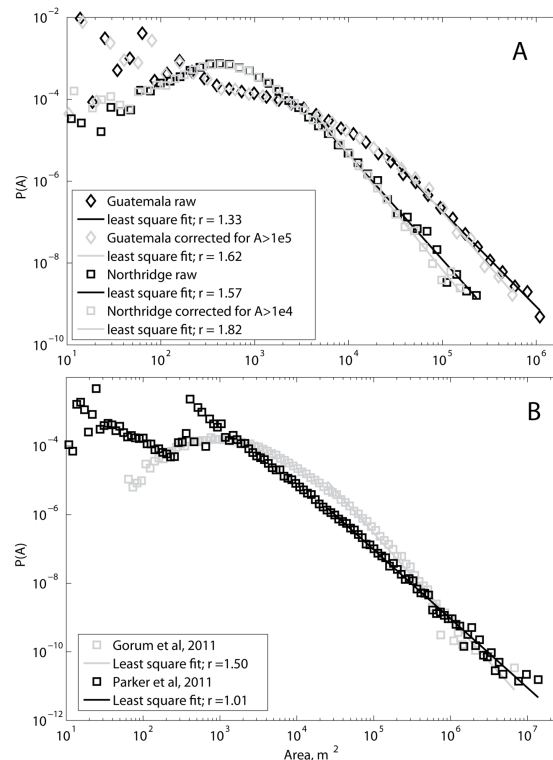 A
10^-2
10^-4
10^-6
10^-8
10^-10
P(A)
Guatemala raw
least square fit; r = 1.33
Guatemala corrected for A>1e5
least square fit; r = 1.62
Northridge raw
least square fit; r = 1.57
Northridge corrected for A>1e4
least square fit; r = 1.82
10^1 10^2 10^3 10^4 10^5 10^6
B
10^-4
10^-6
10^-8
10^-10
10^-12
P(A)
Gorum et al, 2011
Least square fit; r =1.50
Parker et al, 2011
Least square fit; r =1.01
10^1 10^2 10^3 10^4 10^5 10^6 10^7
Area, m^2